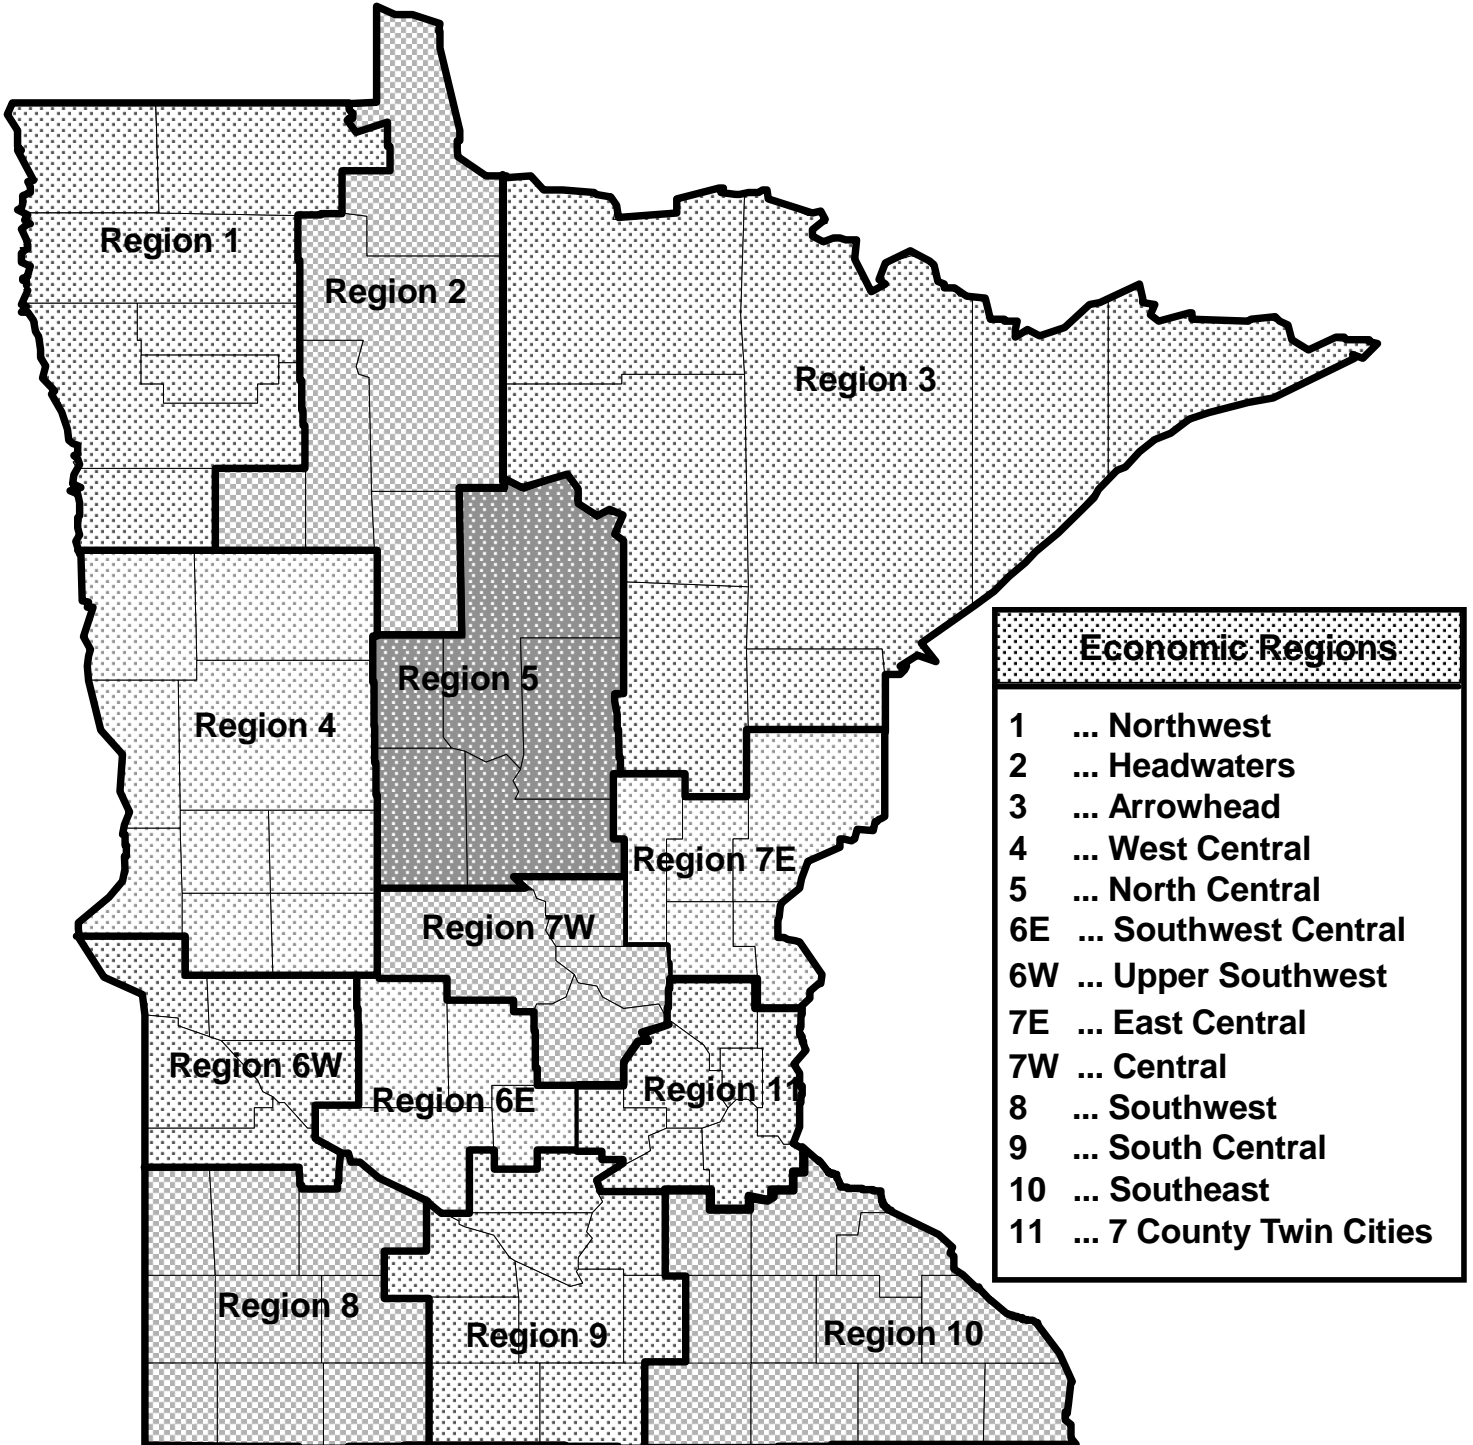 Region 1
Region 2
Region 3
Region 5
Region 4
Region 7E
Region 7W
Region 6W
Region 6E
Region 11
Region 8
Region 9
Region 10
Economic Regions
1 ... Northwest
2 ... Headwaters
3 ... Arrowhead
4 ... West Central
5 ... North Central
6E ... Southwest Central
6W ... Upper Southwest
7E ... East Central
7W ... Central
8 ... Southwest
9 ... South Central
10 ... Southeast
11 ... 7 County Twin Cities